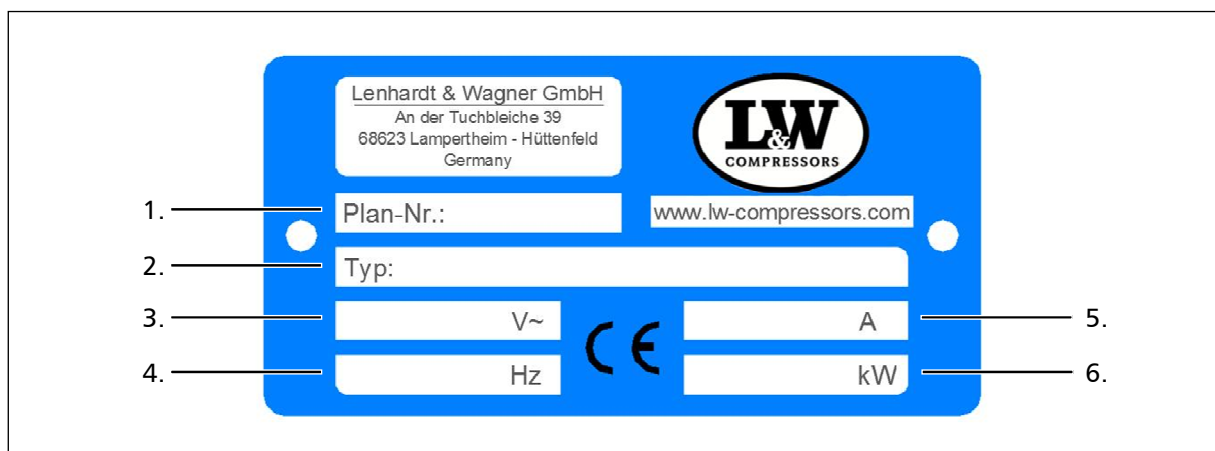 Lenhardt & Wagner GmbH
An der Tuchbleiche 39
68623 Lampertheim - Hüttenfeld
Germany
L&W
COMPRESSORS
1.
Plan-Nr.:
www.lw-compressors.com
2.
Typ:
3.
V~
CE
A
5.
4.
Hz
kW
6.